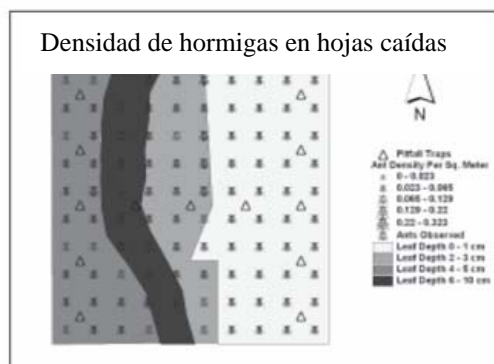 Densidad de hormigas en hojas caídas
N
Pitfall Traps
Ant Density Per Sq. Meter
0 - 0.023
0.023 - 0.065
0.065 - 0.129
0.129 - 0.22
0.22 - 0.323
Ants Observed
Leaf Depth 0 - 1 cm
Leaf Depth 2 - 3 cm
Leaf Depth 4 - 5 cm
Leaf Depth 6 - 10 cm